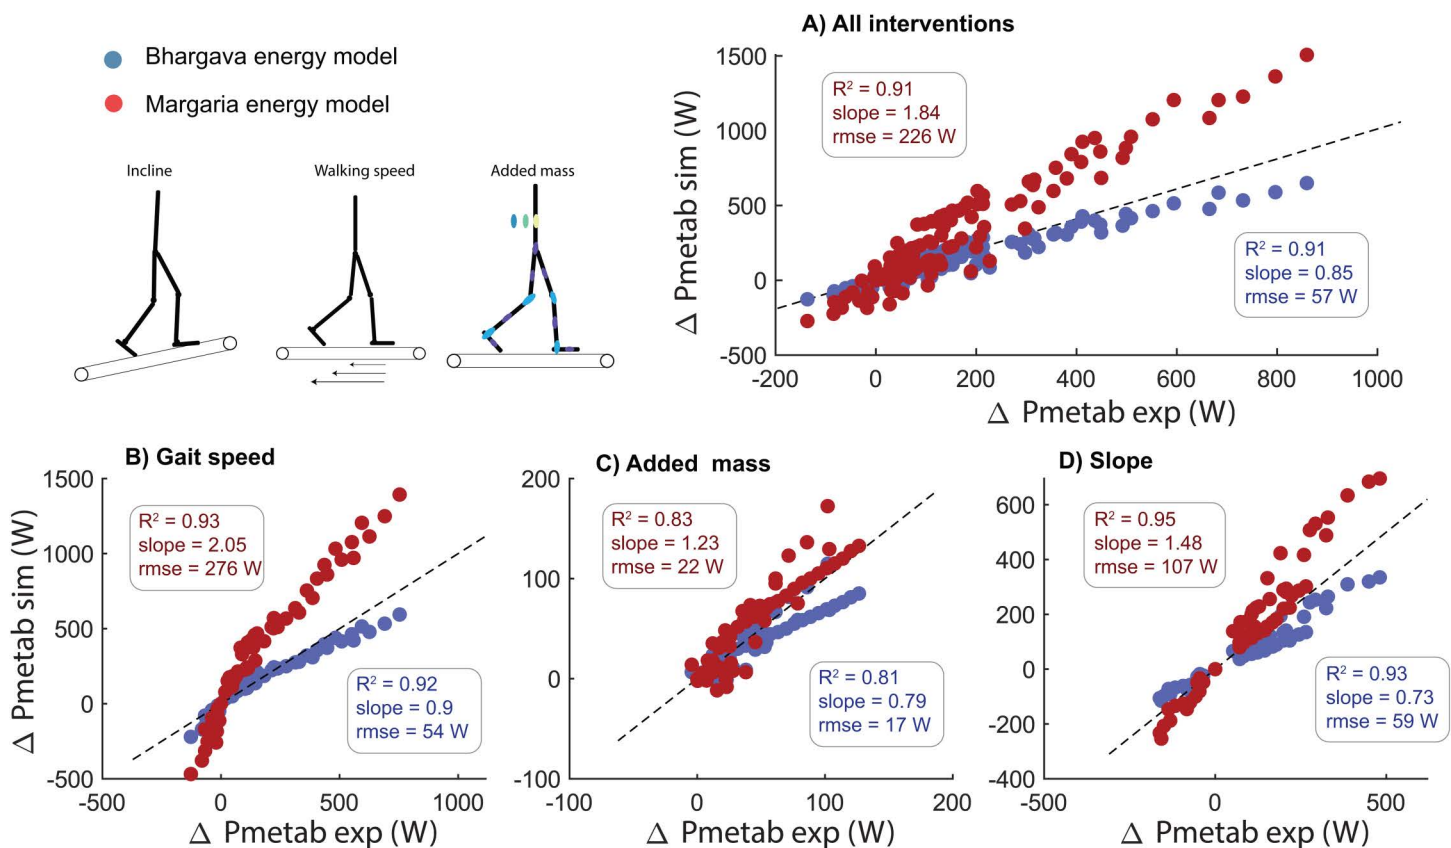 Bhargava energy model
Margaria energy model
Incline
Walking speed
Added mass
A) All interventions
Δ Pmetab sim (W)
1500
1000
500
0
-500
R² = 0.91
slope = 1.84
rmse = 226 W
R² = 0.91
slope = 0.85
rmse = 57 W
-200
0
200
400
600
800
1000
Δ Pmetab exp (W)
B) Gait speed
Δ Pmetab sim (W)
1500
1000
500
0
-500
R² = 0.93
slope = 2.05
rmse = 276 W
R² = 0.92
slope = 0.9
rmse = 54 W
-500
0
500
1000
Δ Pmetab exp (W)
C) Added mass
200
100
0
-100
R² = 0.83
slope = 1.23
rmse = 22 W
R² = 0.81
slope = 0.79
rmse = 17 W
-100
0
100
200
Δ Pmetab exp (W)
D) Slope
600
400
200
0
-200
-400
R² = 0.95
slope = 1.48
rmse = 107 W
R² = 0.93
slope = 0.73
rmse = 59 W
-500
0
500
Δ Pmetab exp (W)